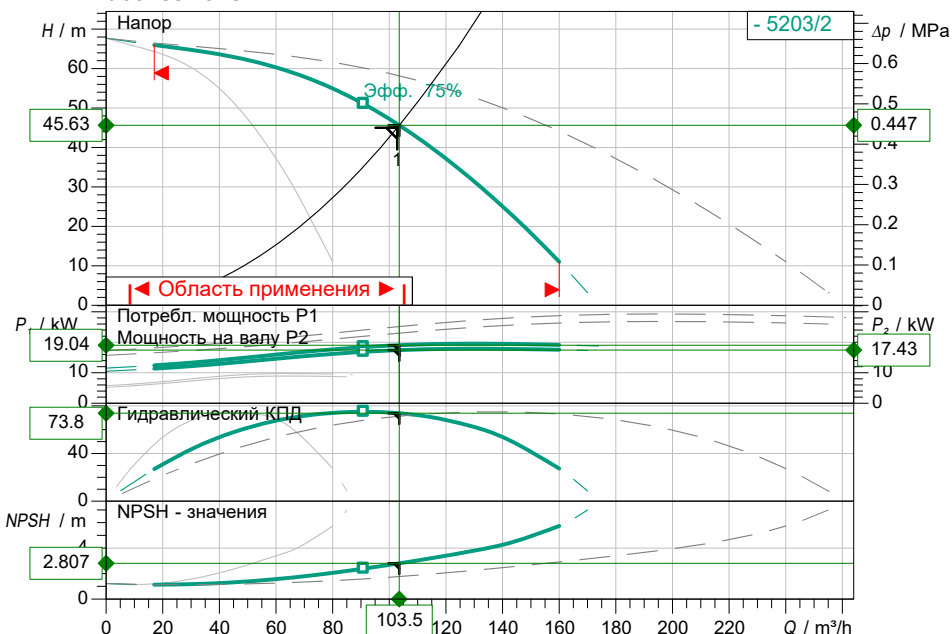 H / m
Напор
- 5203/2
Δp / MPa
60
50
40
30
20
10
0
45.63
Эфф. 75%
1
0.6
0.5
0.4
0.3
0.2
0.1
0
0.447
Область применения
P₁ / kW
Потребл. мощность P1
Мощность на валу P2
P₂ / kW
19.04
17.43
10
0
10
0
Гидравлический КПД
73.8
40
0
NPSH / m
NPSH - значения
4
2.807
0
103.5
0 20 40 60 80 100 120 140 160 180 200 220 Q / m³/h